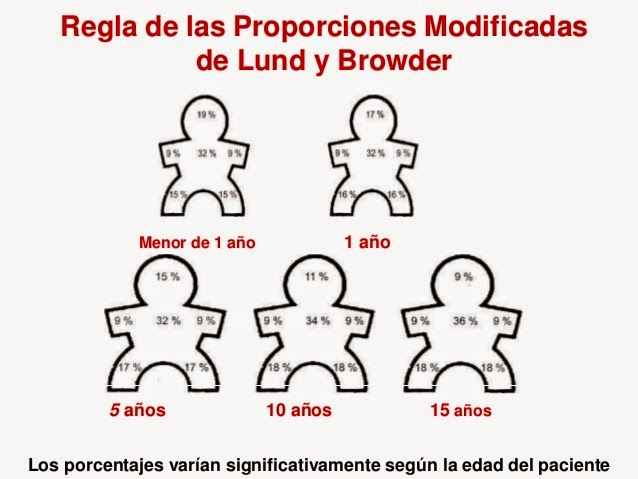 Regla de las Proporciones Modificadas
de Lund y Browder
19 %
17 %
9 % 32 % 9 %
9 % 32 % 9 %
15 % 15 %
16 % 16 %
Menor de 1 año
1 año
15 %
11 %
9 %
9 % 32 % 9 %
9 % 34 % 9 %
9 % 36 % 9 %
17 % 17 %
18 % 18 %
18 % 18 %
5 años
10 años
15 años
Los porcentajes varían significativamente según la edad del paciente